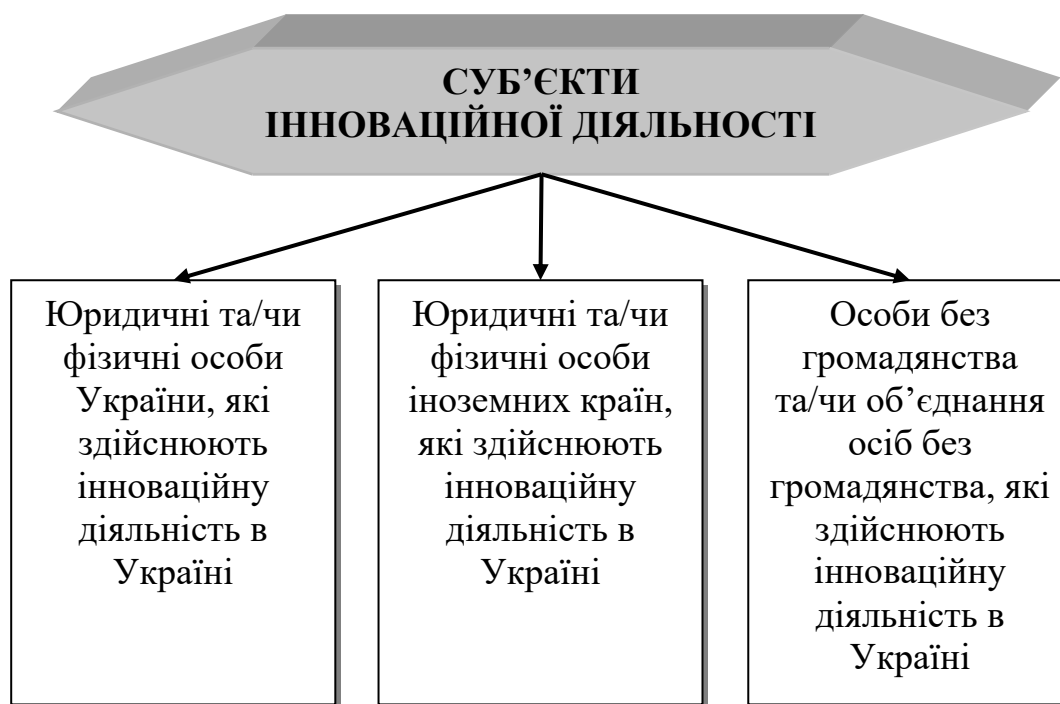 СУБ’ЄКТИ
ІННОВАЦІЙНОЇ ДІЯЛЬНОСТІ
Юридичні та/чи
фізичні особи
України, які
здійснюють
інноваційну
діяльність в
Україні
Юридичні та/чи
фізичні особи
іноземних країн,
які здійснюють
інноваційну
діяльність в
Україні
Особи без
громадянства
та/чи об’єднання
осіб без
громадянства, які
здійснюють
інноваційну
діяльність в
Україні